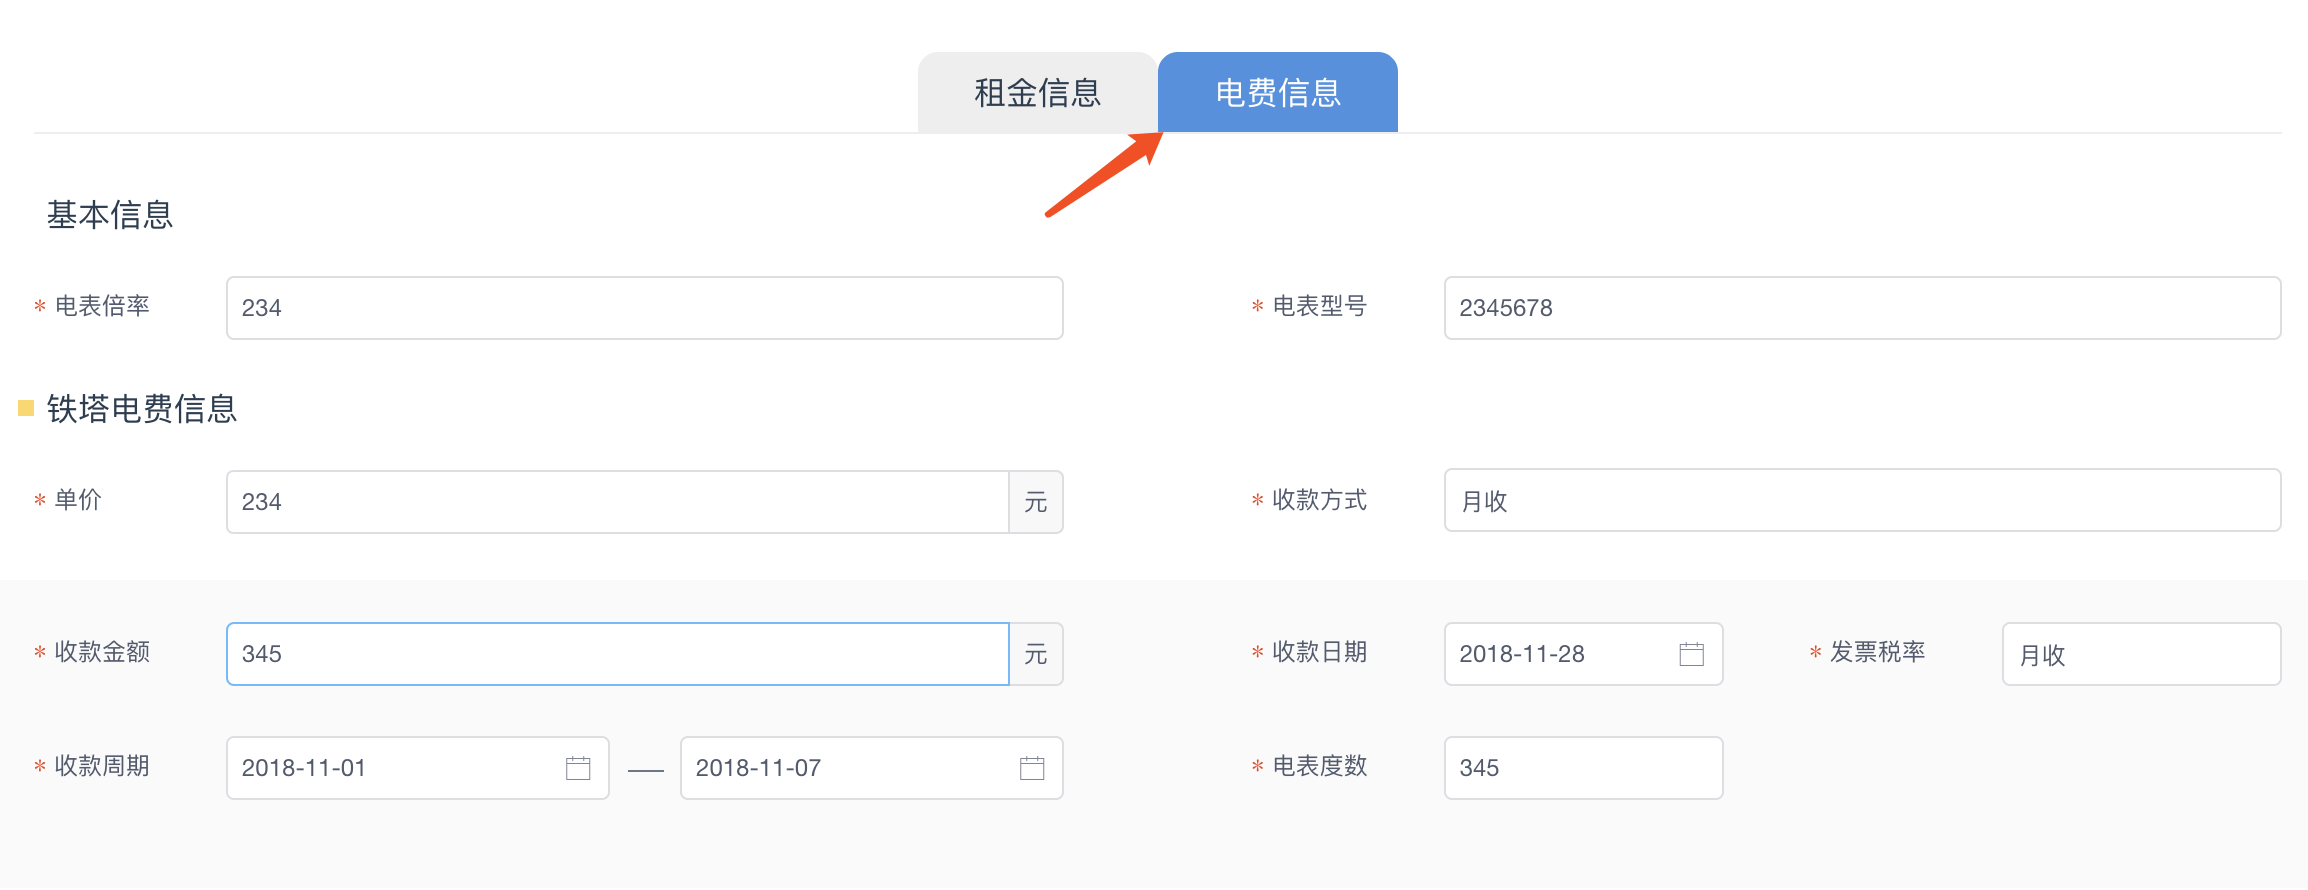 租金信息 电费信息
基本信息
* 电表倍率 234 * 电表型号 2345678
铁塔电费信息
* 单价 234 元 * 收款方式 月收
* 收款金额 345 元 * 收款日期 2018-11-28 * 发票税率 月收
* 收款周期 2018-11-01 — 2018-11-07 * 电表度数 345